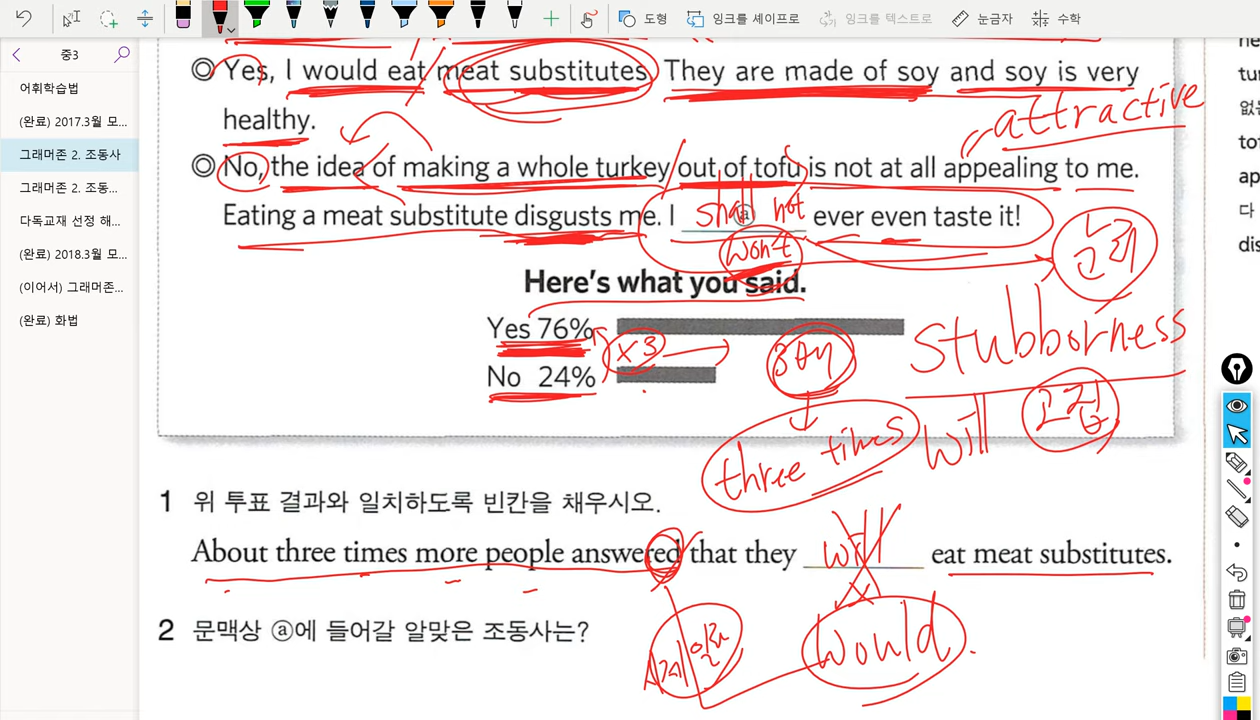 도형 잉크를 셰이프로 잉크를 텍스트로 눈금자 수학
중3
어휘학습법
(완료) 2017.3월 모...
그래머존 2. 조동사
그래머존 2. 조동...
다독교재 선정 해...
(완료) 2018.3월 모...
(이어서) 그래머존...
(완료) 화법
◎ Yes, I would eat meat substitutes. They are made of soy and soy is very
healthy.
attractive
◎ No, the idea of making a whole turkey out of tofu is not at all appealing to me.
Eating a meat substitute disgusts me. I ⓐ ever even taste it!
shall not
won't
고집
Here's what you said.
Yes 76%
No 24%
×3
stubborness
will
three times
1 위 투표 결과와 일치하도록 빈칸을 채우시오.
About three times more people answered that they will eat meat substitutes.
2 문맥상 ⓐ에 들어갈 알맞은 조동사는?
would